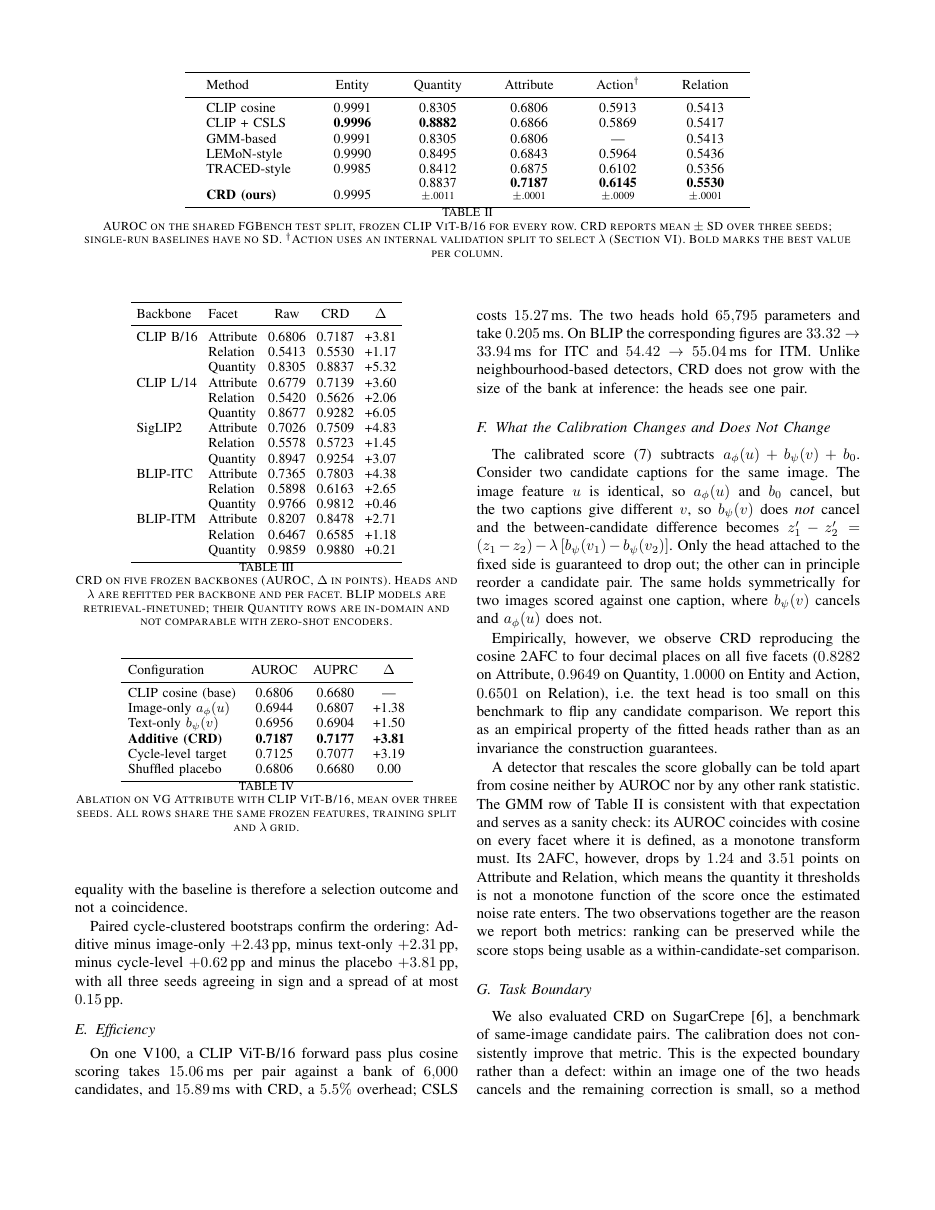 Method Entity Quantity Attribute Action† Relation
CLIP cosine 0.9991 0.8305 0.6806 0.5913 0.5413
CLIP + CSLS 0.9996 0.8882 0.6866 0.5869 0.5417
GMM-based 0.9991 0.8305 0.6806 — 0.5413
LEMoN-style 0.9990 0.8495 0.6843 0.5964 0.5436
TRACED-style 0.9985 0.8412 0.6875 0.6102 0.5356
0.8837 0.7187 0.6145 0.5530
CRD (ours) 0.9995 ±.0011 ±.0001 ±.0009 ±.0001
TABLE II
AUROC ON THE SHARED FGBENCH TEST SPLIT, FROZEN CLIP VIT-B/16 FOR EVERY ROW. CRD REPORTS MEAN ± SD OVER THREE SEEDS;
SINGLE-RUN BASELINES HAVE NO SD. †ACTION USES AN INTERNAL VALIDATION SPLIT TO SELECT λ (SECTION VI). BOLD MARKS THE BEST VALUE
PER COLUMN.
Backbone Facet Raw CRD Δ
CLIP B/16 Attribute 0.6806 0.7187 +3.81
Relation 0.5413 0.5530 +1.17
Quantity 0.8305 0.8837 +5.32
CLIP L/14 Attribute 0.6779 0.7139 +3.60
Relation 0.5420 0.5626 +2.06
Quantity 0.8677 0.9282 +6.05
SigLIP2 Attribute 0.7026 0.7509 +4.83
Relation 0.5578 0.5723 +1.45
Quantity 0.8947 0.9254 +3.07
BLIP-ITC Attribute 0.7365 0.7803 +4.38
Relation 0.5898 0.6163 +2.65
Quantity 0.9766 0.9812 +0.46
BLIP-ITM Attribute 0.8207 0.8478 +2.71
Relation 0.6467 0.6585 +1.18
Quantity 0.9859 0.9880 +0.21
TABLE III
CRD ON FIVE FROZEN BACKBONES (AUROC, Δ IN POINTS). HEADS AND
λ ARE REFITTED PER BACKBONE AND PER FACET. BLIP MODELS ARE
RETRIEVAL-FINETUNED; THEIR QUANTITY ROWS ARE IN-DOMAIN AND
NOT COMPARABLE WITH ZERO-SHOT ENCODERS.
Configuration AUROC AUPRC Δ
CLIP cosine (base) 0.6806 0.6680 —
Image-only aϕ(u) 0.6944 0.6807 +1.38
Text-only bψ(v) 0.6956 0.6904 +1.50
Additive (CRD) 0.7187 0.7177 +3.81
Cycle-level target 0.7125 0.7077 +3.19
Shuffled placebo 0.6806 0.6680 0.00
TABLE IV
ABLATION ON VG ATTRIBUTE WITH CLIP VIT-B/16, MEAN OVER THREE
SEEDS. ALL ROWS SHARE THE SAME FROZEN FEATURES, TRAINING SPLIT
AND λ GRID.
equality with the baseline is therefore a selection outcome and
not a coincidence.
Paired cycle-clustered bootstraps confirm the ordering: Ad-
ditive minus image-only +2.43 pp, minus text-only +2.31 pp,
minus cycle-level +0.62 pp and minus the placebo +3.81 pp,
with all three seeds agreeing in sign and a spread of at most
0.15 pp.
E. Efficiency
On one V100, a CLIP ViT-B/16 forward pass plus cosine
scoring takes 15.06 ms per pair against a bank of 6,000
candidates, and 15.89 ms with CRD, a 5.5% overhead; CSLS
costs 15.27 ms. The two heads hold 65,795 parameters and
take 0.205 ms. On BLIP the corresponding figures are 33.32 →
33.94 ms for ITC and 54.42 → 55.04 ms for ITM. Unlike
neighbourhood-based detectors, CRD does not grow with the
size of the bank at inference: the heads see one pair.
F. What the Calibration Changes and Does Not Change
The calibrated score (7) subtracts aϕ(u) + bψ(v) + b0.
Consider two candidate captions for the same image. The
image feature u is identical, so aϕ(u) and b0 cancel, but
the two captions give different v, so bψ(v) does not cancel
and the between-candidate difference becomes z′1 − z′2 =
(z1 − z2) − λ [bψ(v1) − bψ(v2)]. Only the head attached to the
fixed side is guaranteed to drop out; the other can in principle
reorder a candidate pair. The same holds symmetrically for
two images scored against one caption, where bψ(v) cancels
and aϕ(u) does not.
Empirically, however, we observe CRD reproducing the
cosine 2AFC to four decimal places on all five facets (0.8282
on Attribute, 0.9649 on Quantity, 1.0000 on Entity and Action,
0.6501 on Relation), i.e. the text head is too small on this
benchmark to flip any candidate comparison. We report this
as an empirical property of the fitted heads rather than as an
invariance the construction guarantees.
A detector that rescales the score globally can be told apart
from cosine neither by AUROC nor by any other rank statistic.
The GMM row of Table II is consistent with that expectation
and serves as a sanity check: its AUROC coincides with cosine
on every facet where it is defined, as a monotone transform
must. Its 2AFC, however, drops by 1.24 and 3.51 points on
Attribute and Relation, which means the quantity it thresholds
is not a monotone function of the score once the estimated
noise rate enters. The two observations together are the reason
we report both metrics: ranking can be preserved while the
score stops being usable as a within-candidate-set comparison.
G. Task Boundary
We also evaluated CRD on SugarCrepe [6], a benchmark
of same-image candidate pairs. The calibration does not con-
sistently improve that metric. This is the expected boundary
rather than a defect: within an image one of the two heads
cancels and the remaining correction is small, so a method